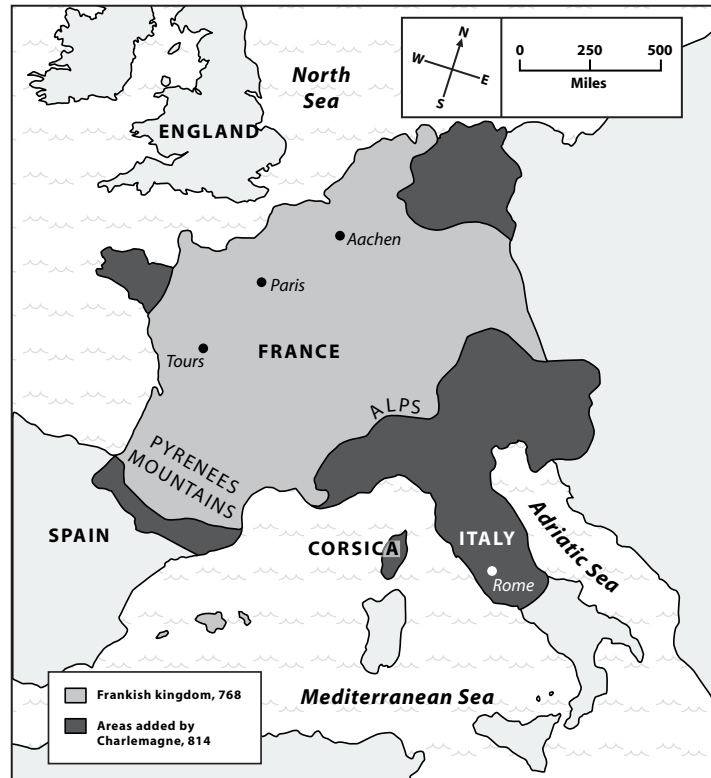 N
W
E
S
0 250 500
Miles
North
Sea
ENGLAND
Aachen
Paris
FRANCE
Tours
ALPS
PYRENEES
MOUNTAINS
SPAIN
CORSICA
ITALY
Adriatic Sea
Rome
Mediterranean Sea
Frankish kingdom, 768
Areas added by
Charlemagne, 814